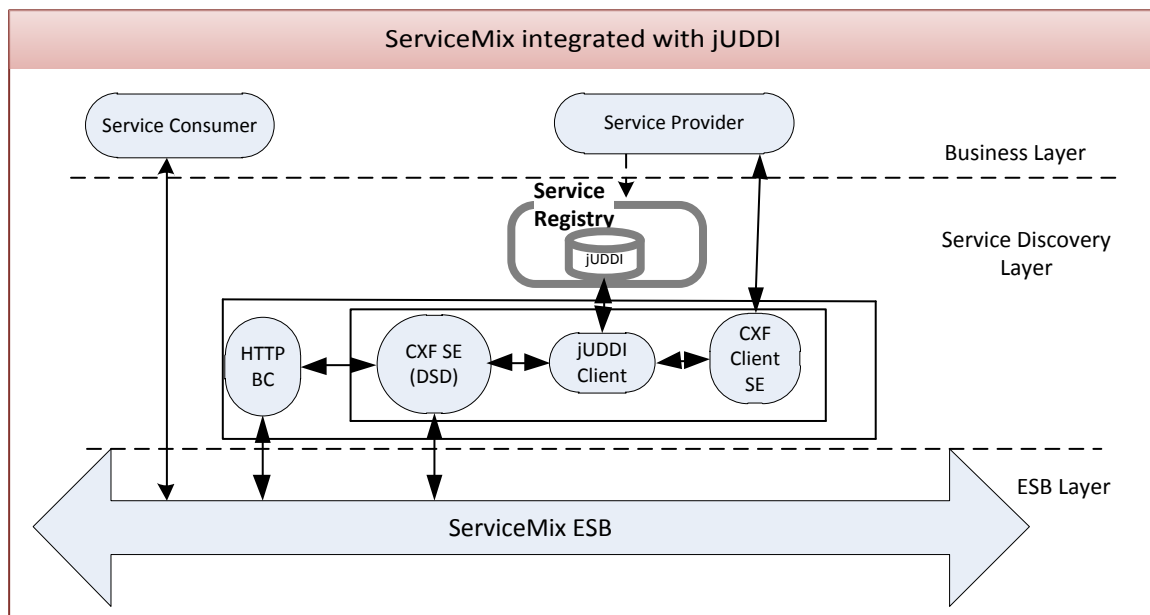 ServiceMix integrated with jUDDI
Service Consumer
Service Provider
Business Layer
Service
Registry
jUDDI
Service Discovery
Layer
HTTP
BC
CXF SE
(DSD)
jUDDI
Client
CXF
Client
SE
ESB Layer
ServiceMix ESB